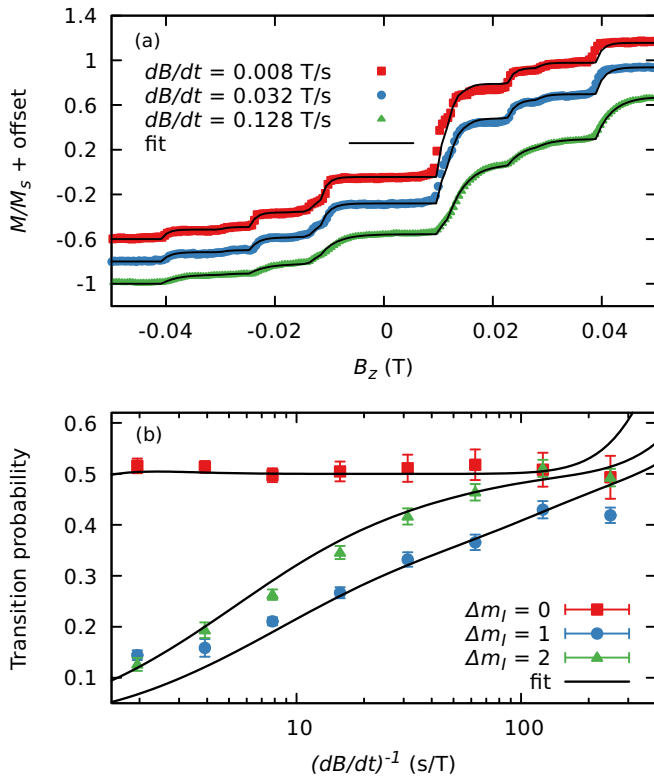 (a)
dB/dt = 0.008 T/s
dB/dt = 0.032 T/s
dB/dt = 0.128 T/s
fit
M/Ms + offset
1.4
1
0.6
0.2
-0.2
-0.6
-1
-0.04 -0.02 0 0.02 0.04
Bz (T)
(b)
Transition probability
0.6
0.5
0.4
0.3
0.2
0.1
ΔmI = 0
ΔmI = 1
ΔmI = 2
fit
10 100
(dB/dt)-1 (s/T)